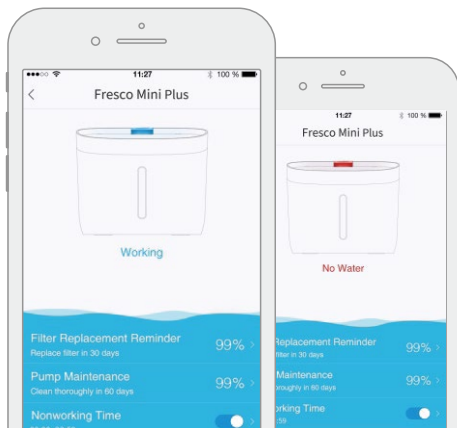 11:27
100 %
Fresco Mini Plus
Working
Filter Replacement Reminder
99%
Replace filter in 30 days
Pump Maintenance
99%
Clean thoroughly in 60 days
Nonworking Time
11:27
100 %
Fresco Mini Plus
No Water
Replacement Reminder
99%
filter in 30 days
Maintenance
99%
in 60 days
Time
:59